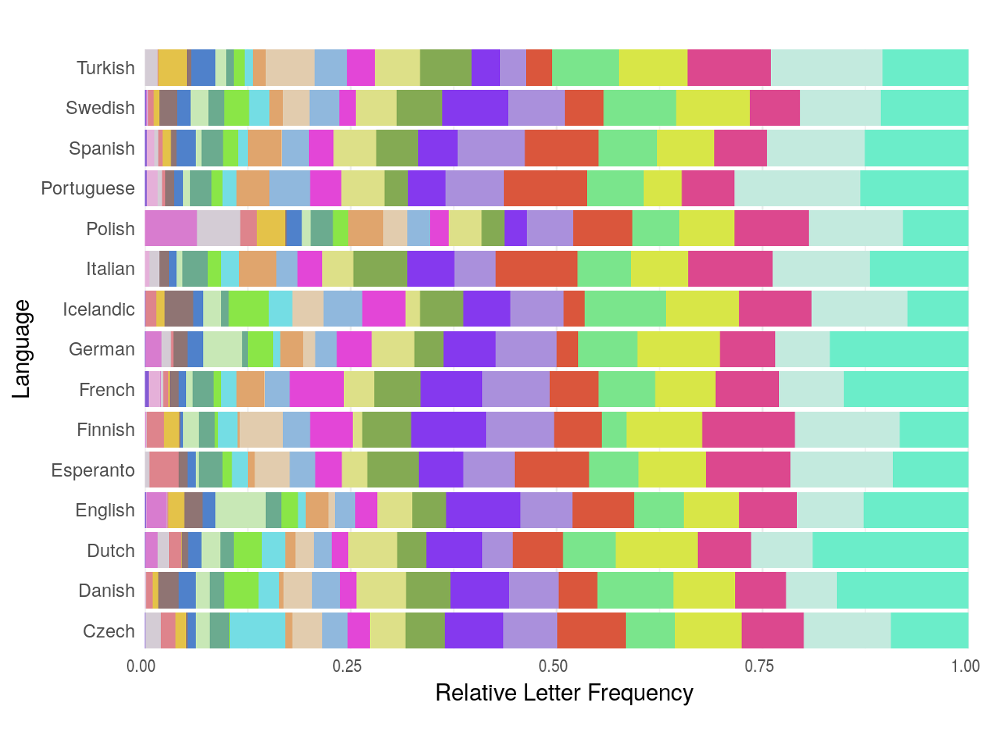 Turkish
Swedish
Spanish
Portuguese
Polish
Italian
Icelandic
German
French
Finnish
Esperanto
English
Dutch
Danish
Czech
Language
0.00 0.25 0.50 0.75 1.00
Relative Letter Frequency